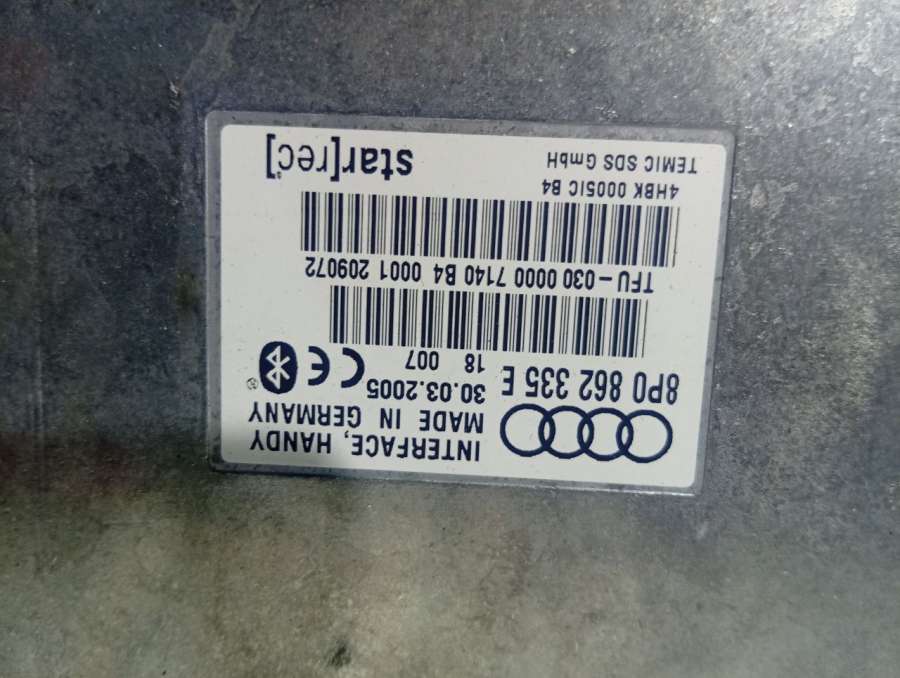 INTERFACE, HANDY
MADE IN GERMANY
8P0 862 335 E
30.03.2005
CE
®
18 007
TFU-030 0000 7140 B4 0001 209072
4HBK 0005IC B4
TEMIC SDS GmbH
star[rec]